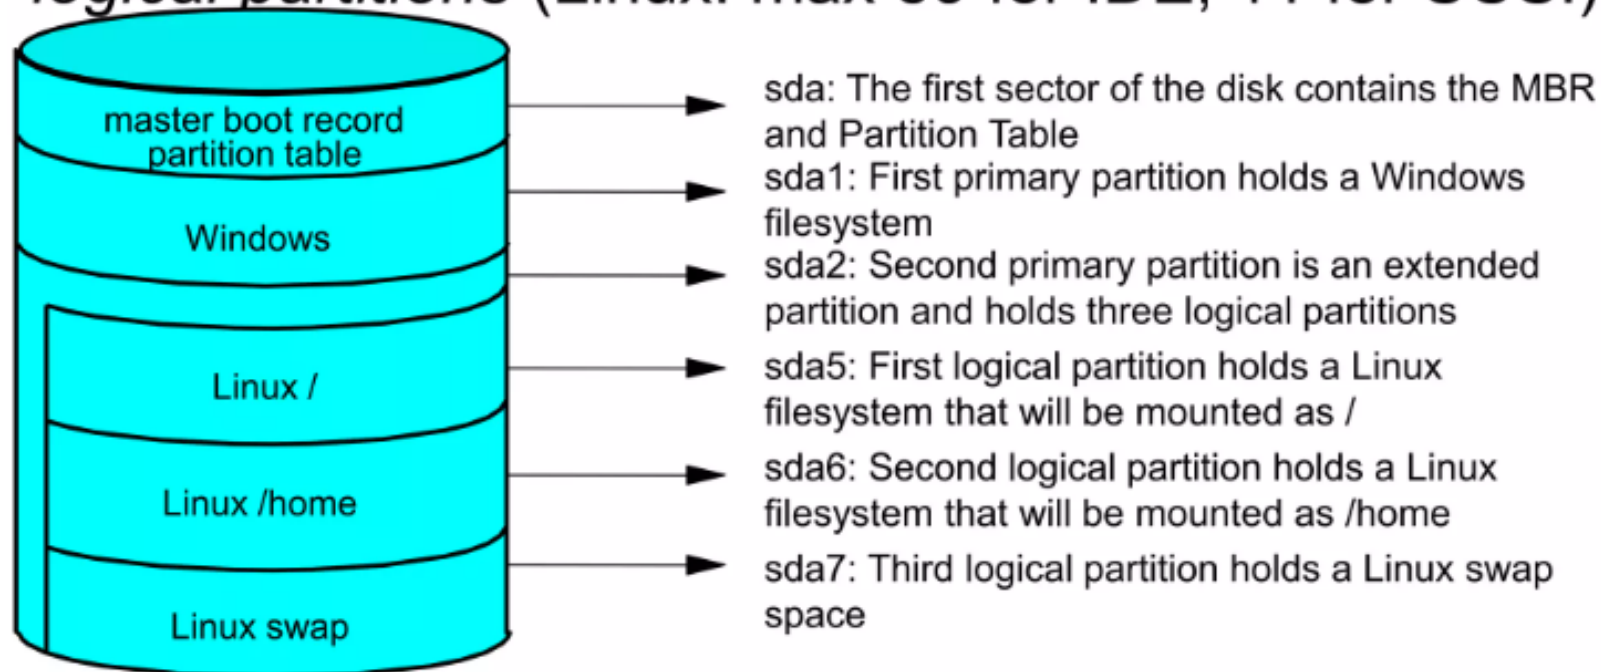 logical partitions (Linux: max
master boot record
partition table
Windows
Linux /
Linux /home
Linux swap
sda: The first sector of the disk contains the MBR
and Partition Table
sda1: First primary partition holds a Windows
filesystem
sda2: Second primary partition is an extended
partition and holds three logical partitions
sda5: First logical partition holds a Linux
filesystem that will be mounted as /
sda6: Second logical partition holds a Linux
filesystem that will be mounted as /home
sda7: Third logical partition holds a Linux swap
space